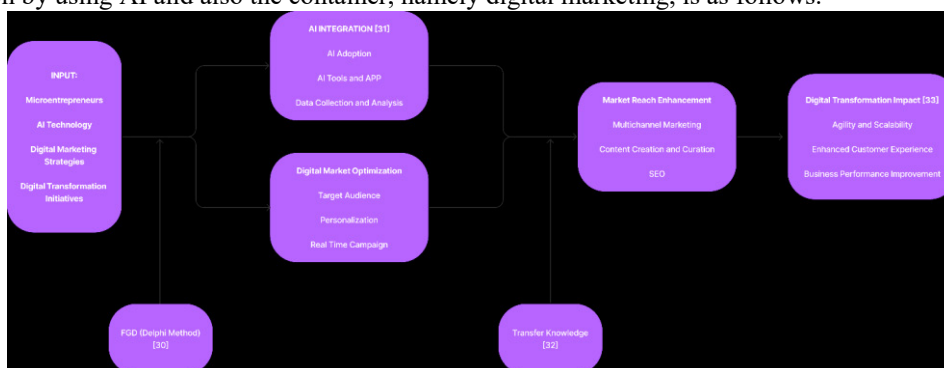 by using AI and also the container, namely digital marketing, is as follows.
INPUT:
Microentrepreneurs
AI Technology
Digital Marketing
Strategies
Digital Transformation
Initiatives
AI INTEGRATION [31]
AI Adoption
AI Tools and APP
Data Collection and Analysis
Digital Market Optimization
Target Audience
Personalization
Real Time Campaign
FGD (Delphi Method)
[30]
Market Reach Enhancement
Multichannel Marketing
Content Creation and Curation
SEO
Transfer Knowledge
[32]
Digital Transformation Impact [33]
Agility and Scalability
Enhanced Customer Experience
Business Performance Improvement